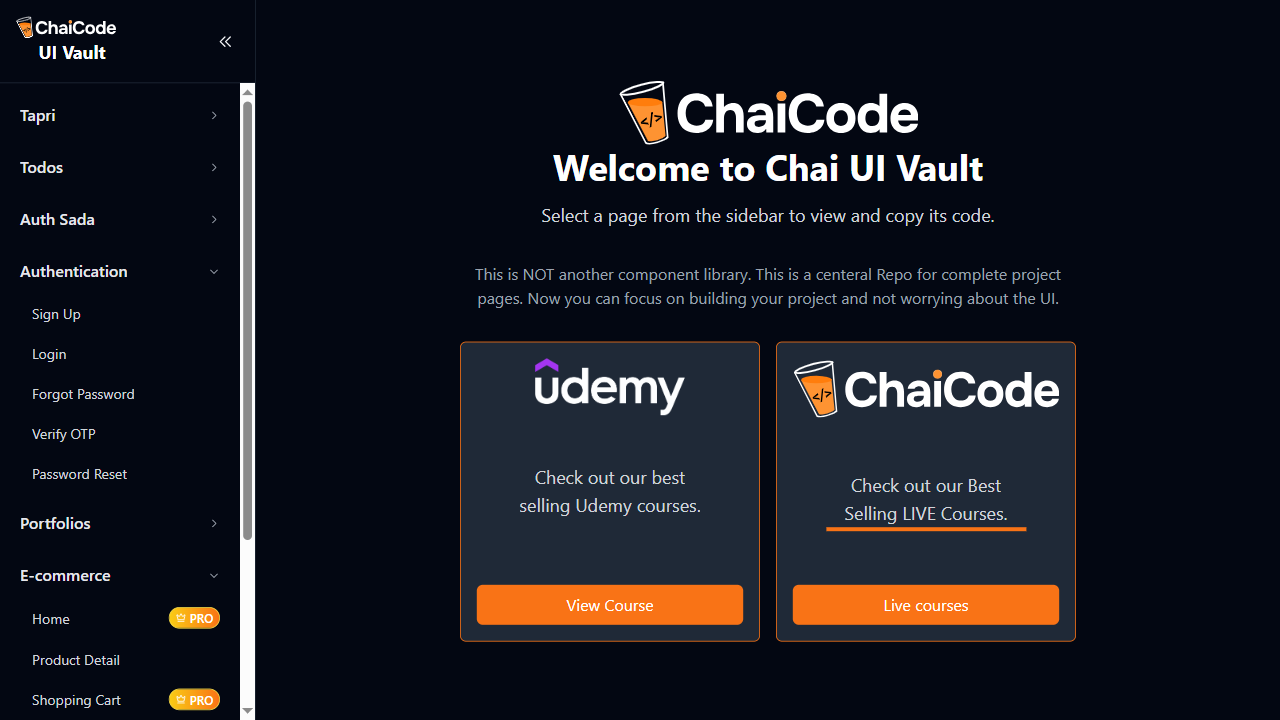 ChaiCode
UI Vault
Tapri
Todos
Auth Sada
Authentication
Sign Up
Login
Forgot Password
Verify OTP
Password Reset
Portfolios
E-commerce
Home
PRO
Product Detail
Shopping Cart
PRO
</> ChaiCode
Welcome to Chai UI Vault
Select a page from the sidebar to view and copy its code.
This is NOT another component library. This is a centeral Repo for complete project
pages. Now you can focus on building your project and not worrying about the UI.
udemy
Check out our best
selling Udemy courses.
View Course
</> ChaiCode
Check out our Best
Selling LIVE Courses.
Live courses